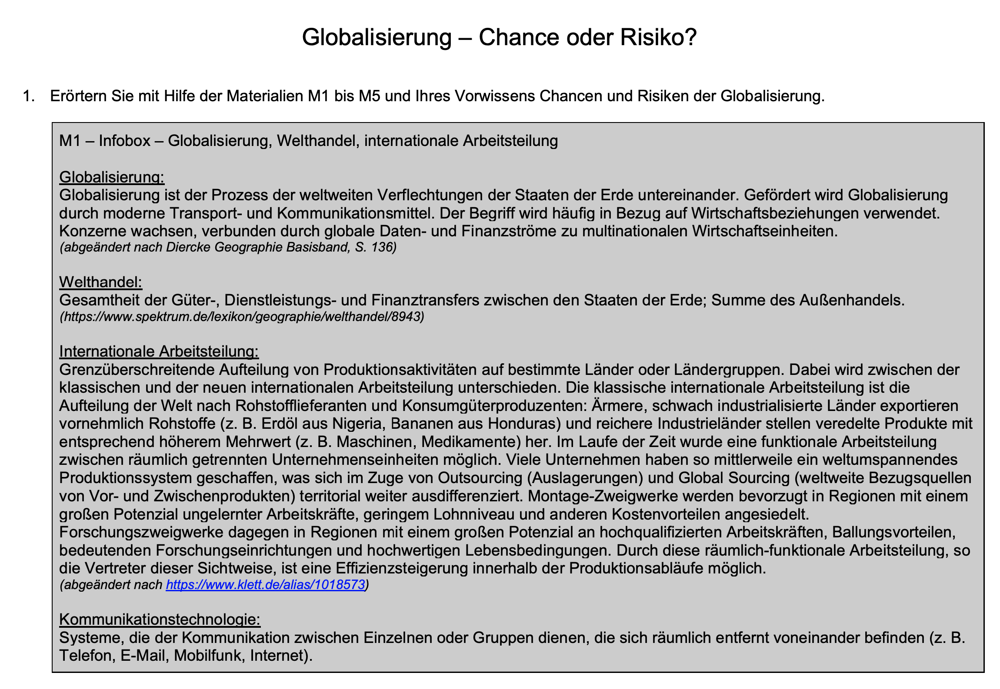 Globalisierung – Chance oder Risiko?
1. Erörtern Sie mit Hilfe der Materialien M1 bis M5 und Ihres Vorwissens Chancen und Risiken der Globalisierung.
M1 – Infobox – Globalisierung, Welthandel, internationale Arbeitsteilung
Globalisierung:
Globalisierung ist der Prozess der weltweiten Verflechtungen der Staaten der Erde untereinander. Gefördert wird Globalisierung
durch moderne Transport- und Kommunikationsmittel. Der Begriff wird häufig in Bezug auf Wirtschaftsbeziehungen verwendet.
Konzerne wachsen, verbunden durch globale Daten- und Finanzströme zu multinationalen Wirtschaftseinheiten.
(abgeändert nach Diercke Geographie Basisband, S. 136)
Welthandel:
Gesamtheit der Güter-, Dienstleistungs- und Finanztransfers zwischen den Staaten der Erde; Summe des Außenhandels.
(https://www.spektrum.de/lexikon/geographie/welthandel/8943)
Internationale Arbeitsteilung:
Grenzüberschreitende Aufteilung von Produktionsaktivitäten auf bestimmte Länder oder Ländergruppen. Dabei wird zwischen der
klassischen und der neuen internationalen Arbeitsteilung unterschieden. Die klassische internationale Arbeitsteilung ist die
Aufteilung der Welt nach Rohstofflieferanten und Konsumgüterproduzenten: Ärmere, schwach industrialisierte Länder exportieren
vornehmlich Rohstoffe (z. B. Erdöl aus Nigeria, Bananen aus Honduras) und reichere Industrieländer stellen veredelte Produkte mit
entsprechend höherem Mehrwert (z. B. Maschinen, Medikamente) her. Im Laufe der Zeit wurde eine funktionale Arbeitsteilung
zwischen räumlich getrennten Unternehmenseinheiten möglich. Viele Unternehmen haben so mittlerweile ein weltumspannendes
Produktionssystem geschaffen, was sich im Zuge von Outsourcing (Auslagerungen) und Global Sourcing (weltweite Bezugsquellen
von Vor- und Zwischenprodukten) territorial weiter ausdifferenziert. Montage-Zweigwerke werden bevorzugt in Regionen mit einem
großen Potenzial ungelernter Arbeitskräfte, geringem Lohnniveau und anderen Kostenvorteilen angesiedelt.
Forschungszweigwerke dagegen in Regionen mit einem großen Potenzial an hochqualifizierten Arbeitskräften, Ballungsvorteilen,
bedeutenden Forschungseinrichtungen und hochwertigen Lebensbedingungen. Durch diese räumlich-funktionale Arbeitsteilung, so
die Vertreter dieser Sichtweise, ist eine Effizienzsteigerung innerhalb der Produktionsabläufe möglich.
(abgeändert nach https://www.klett.de/alias/1018573)
Kommunikationstechnologie:
Systeme, die der Kommunikation zwischen Einzelnen oder Gruppen dienen, die sich räumlich entfernt voneinander befinden (z. B.
Telefon, E-Mail, Mobilfunk, Internet).